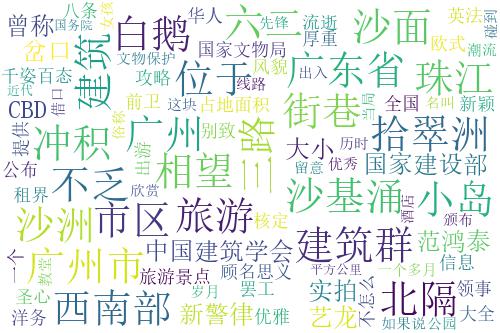 八条
国务院
女孩
曾称
白鹅
华人
先锋
六二
沙面
流逝
厚重
英法
碰到
欧式
潮流
岔口
建筑
文物保护
国家文物局
千姿百态
攻略
风貌
线路
位于
广东省
珠江
出入
近代
CBD
借口
前卫
占地面积
这块
名叫
新颖
全国
当局
提供
广州
俗称
别致
街巷
拾翠洲
冲积
出游
三路
大小
历时
优秀
公布
相望
欣赏
留意
国家建设部
租界
不乏
沙基涌
小岛
酒店
沙洲
市区
旅游
核定
颁布
一个
广州市
教堂
中国建筑学会
建筑群
范鸿泰
旅游景点
顾名思义
平方公里
一个多月
信息
圣心
西南部
岁月
罢工
实拍
不怎么
北隔
领事
洋务
新警律
优雅
艺龙
如果说公园
大全